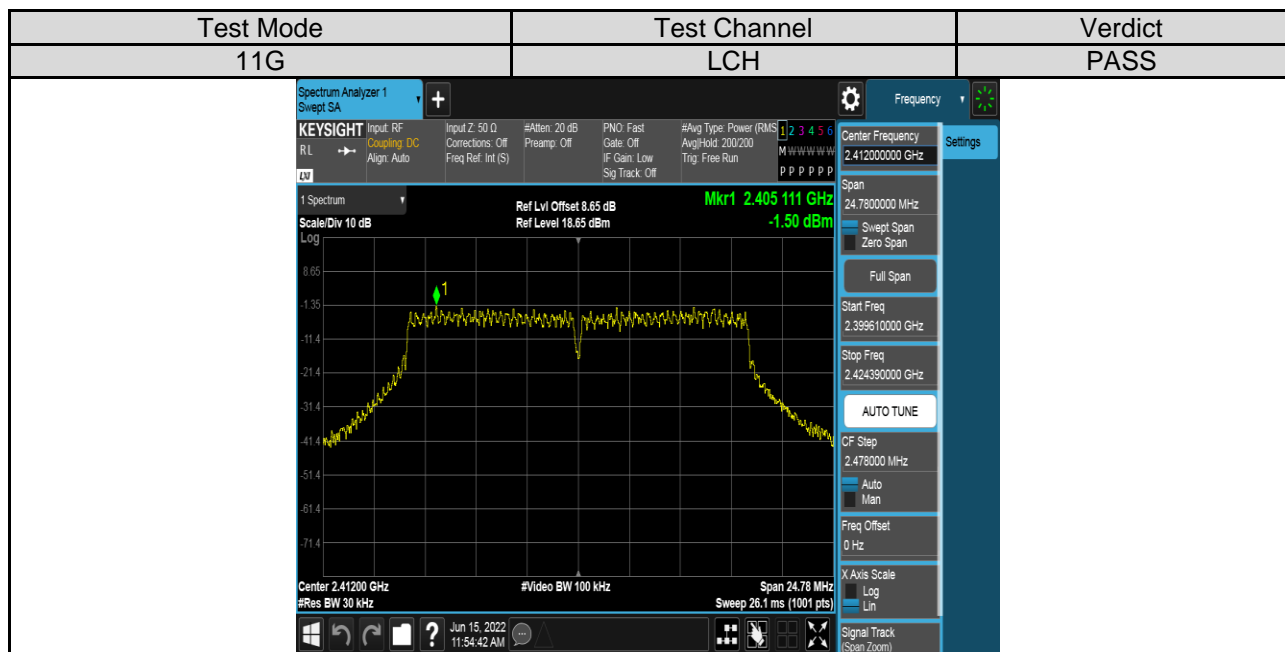 Test Mode Test Channel Verdict
11G LCH PASS
Spectrum Analyzer 1
Swept SA
+
Frequency
KEYSIGHT
RL
LXI
Input: RF
Coupling: DC
Align: Auto
Input Z: 50 Ω
Corrections: Off
Freq Ref: Int (S)
#Atten: 20 dB
Preamp: Off
PNO: Fast
Gate: Off
IF Gain: Low
Sig Track: Off
#Avg Type: Power (RMS
Avg|Hold: 200/200
Trig: Free Run
1 2 3 4 5 6
M W W W W W
P P P P P P
Settings
Center Frequency
2.412000000 GHz
Span
24.7800000 MHz
Swept Span
Zero Span
Full Span
Start Freq
2.399610000 GHz
Stop Freq
2.424390000 GHz
AUTO TUNE
CF Step
2.478000 MHz
Auto
Man
Freq Offset
0 Hz
X Axis Scale
Log
Lin
Signal Track
(Span Zoom)
1 Spectrum
Scale/Div 10 dB
Log
Ref Lvl Offset 8.65 dB
Ref Level 18.65 dBm
Mkr1 2.405 111 GHz
-1.50 dBm
1
8.65
-1.35
-11.4
-21.4
-31.4
-41.4
-51.4
-61.4
-71.4
Center 2.41200 GHz
#Res BW 30 kHz
#Video BW 100 kHz
Span 24.78 MHz
Sweep 26.1 ms (1001 pts)
?
Jun 15, 2022
11:54:42 AM